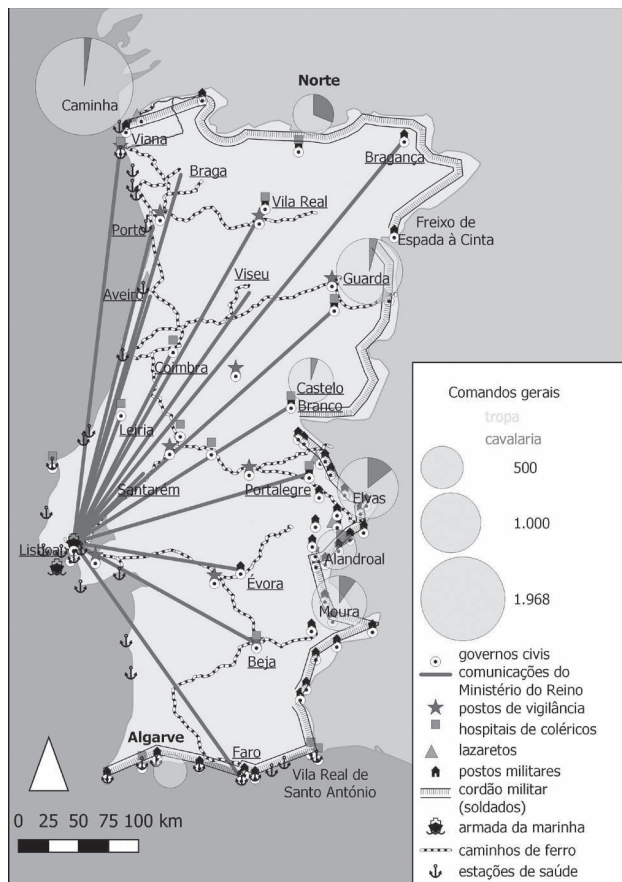 Caminha
Norte
Viana
Braga
Bragança
Vila Real
Porto
Freixo de
Espada à Cinta
Viseu
Guarda
Aveiro
Coimbra
Castelo
Branco
Leiria
Santarém
Portalegre
Elvas
Lisboa
Alandroal
Évora
Moura
Beja
Algarve
Faro
Vila Real de
Santo António
0 25 50 75 100 km
Comandos gerais
tropa
cavalaria
500
1.000
1.968
governos civis
comunicações do
Ministério do Reino
postos de vigilância
hospitais de coléricos
lazaretos
postos militares
cordão militar
(soldados)
armada da marinha
caminhos de ferro
estações de saúde